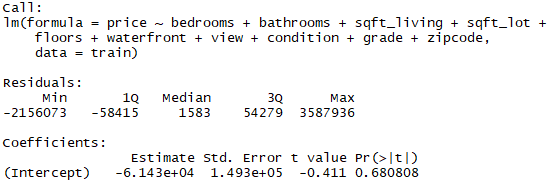 Call:
lm(formula = price ~ bedrooms + bathrooms + sqft_living + sqft_lot +
    floors + waterfront + view + condition + grade + zipcode,
    data = train)
Residuals:
     Min       1Q   Median       3Q      Max
-2156073   -58415     1583    54279  3587936
Coefficients:
                  Estimate Std. Error t value Pr(>|t|)
(Intercept)     -6.143e+04  1.493e+05  -0.411 0.680808